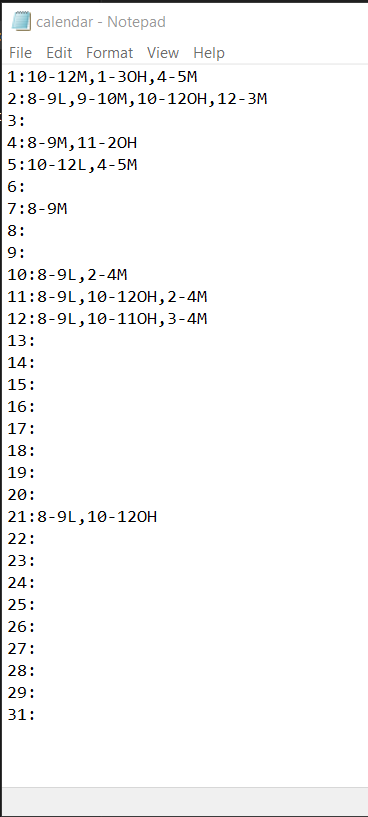 calendar - Notepad
File Edit Format View Help
1:10-12M,1-3OH,4-5M
2:8-9L,9-10M,10-12OH,12-3M
3:
4:8-9M,11-2OH
5:10-12L,4-5M
6:
7:8-9M
8:
9:
10:8-9L,2-4M
11:8-9L,10-12OH,2-4M
12:8-9L,10-11OH,3-4M
13:
14:
15:
16:
17:
18:
19:
20:
21:8-9L,10-12OH
22:
23:
24:
25:
26:
27:
28:
29:
31: